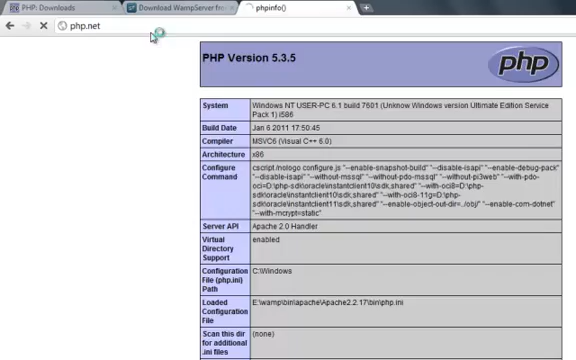 PHP: Downloads
Download WampServer from
phpinfo()
php.net
PHP Version 5.3.5
php
System
Windows NT USER-PC 6.1 build 7601 (Unknow Windows version Ultimate Edition Service
Pack 1) i586
Build Date
Jan 6 2011 17:50:45
Compiler
MSVC6 (Visual C++ 6.0)
Architecture
x86
Configure
Command
cscript /nologo configure.js "--enable-snapshot-build" "--disable-isapi" "--enable-debug-pack"
"--disable-isapi" "--without-mssql" "--without-pdo-mssql" "--without-pi3web" "--with-pdo-
oci=D:\php-sdk\oracle\instantclient10\sdk,shared" "--with-oci8=D:\php-
sdk\oracle\instantclient10\sdk,shared" "--with-oci8-11g=D:\php-
sdk\oracle\instantclient11\sdk,shared" "--enable-object-out-dir=../obj/" "--enable-com-dotnet"
"--with-mcrypt=static"
Server API
Apache 2.0 Handler
Virtual
Directory
Support
enabled
Configuration
File (php.ini)
Path
C:\Windows
Loaded
Configuration
File
E:\wamp\bin\apache\Apache2.2.17\bin\php.ini
Scan this dir
for additional
.ini files
(none)